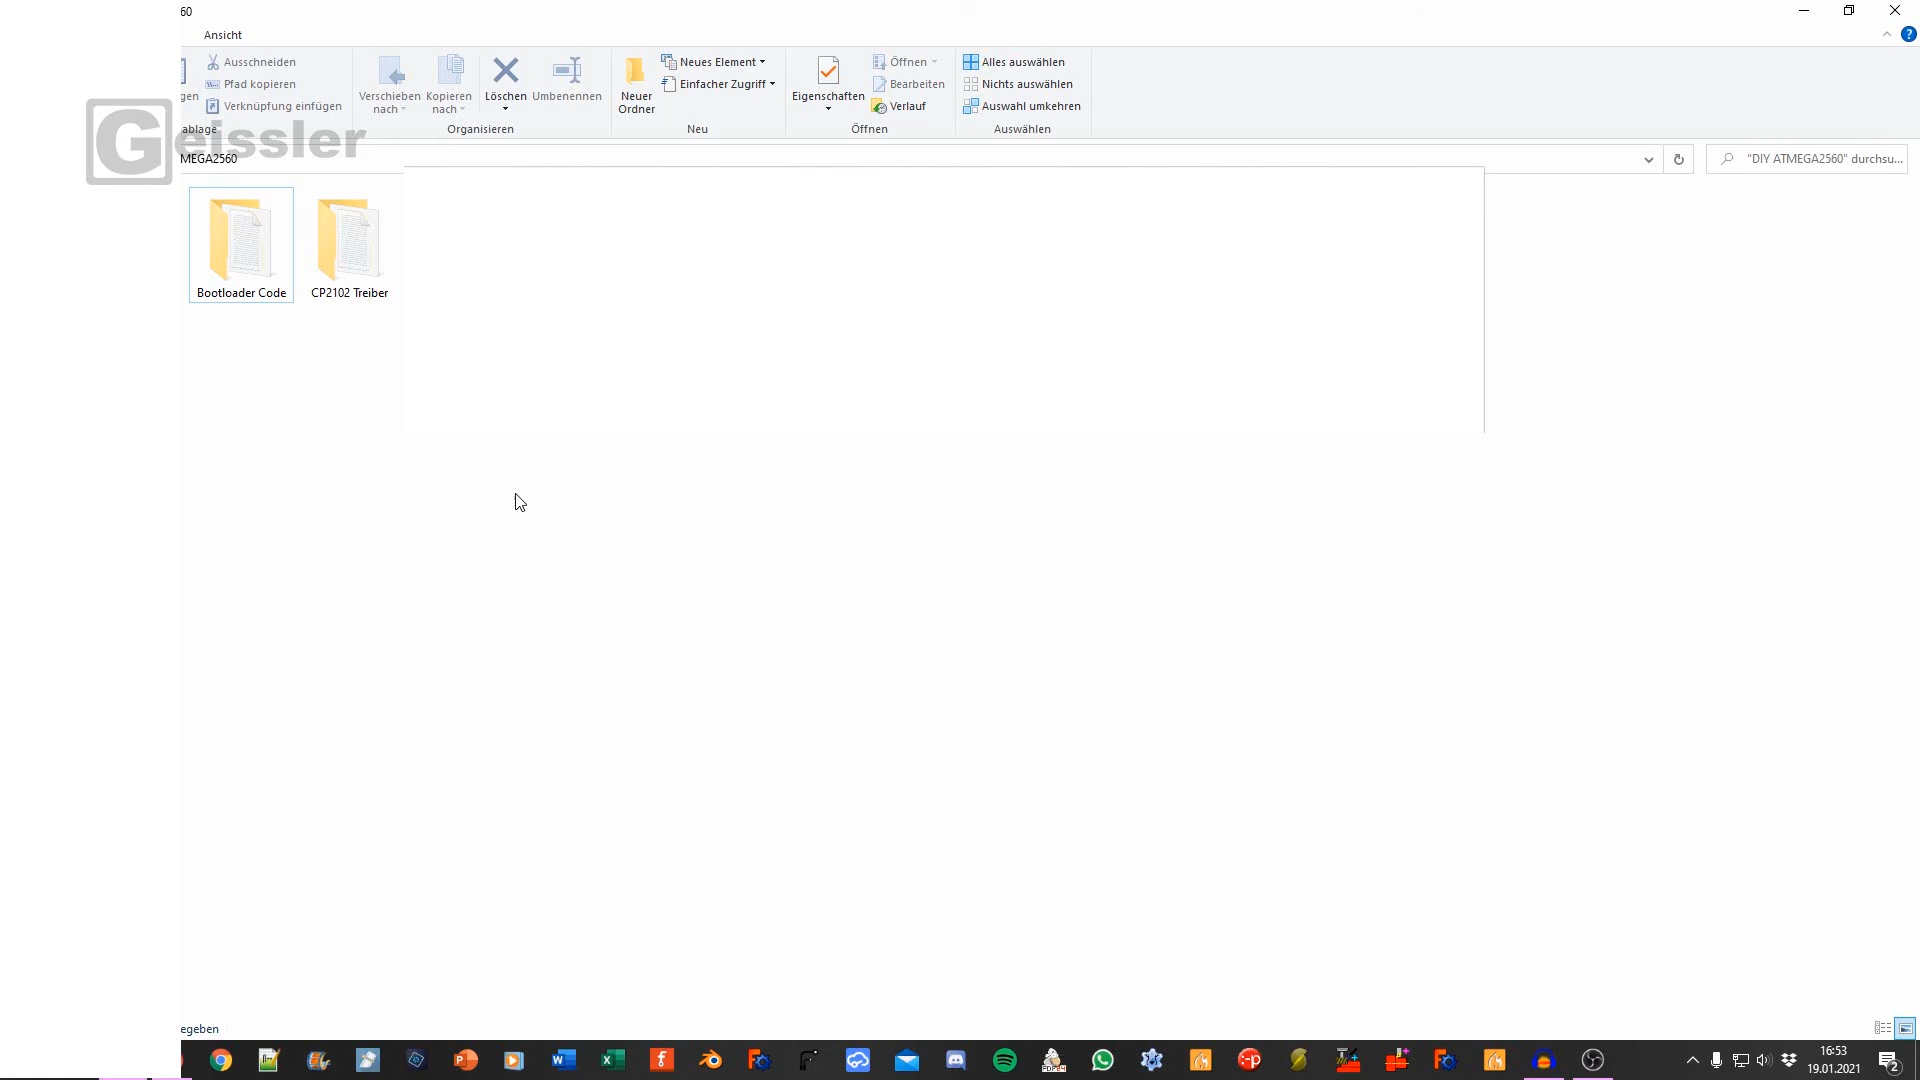 60
Ansicht
Ausschneiden
Pfad kopieren
Verknüpfung einfügen
gen
ablage
Verschieben nach
Kopieren nach
Löschen
Umbenennen
Organisieren
Neuer Ordner
Neues Element
Einfacher Zugriff
Neu
Eigenschaften
Öffnen
Bearbeiten
Verlauf
Öffnen
Alles auswählen
Nichts auswählen
Auswahl umkehren
Auswählen
Geissler
MEGA2560
"DIY ATMEGA2560" durchsu...
Bootloader Code
CP2102 Treiber
egeben
16:53
19.01.2021
2